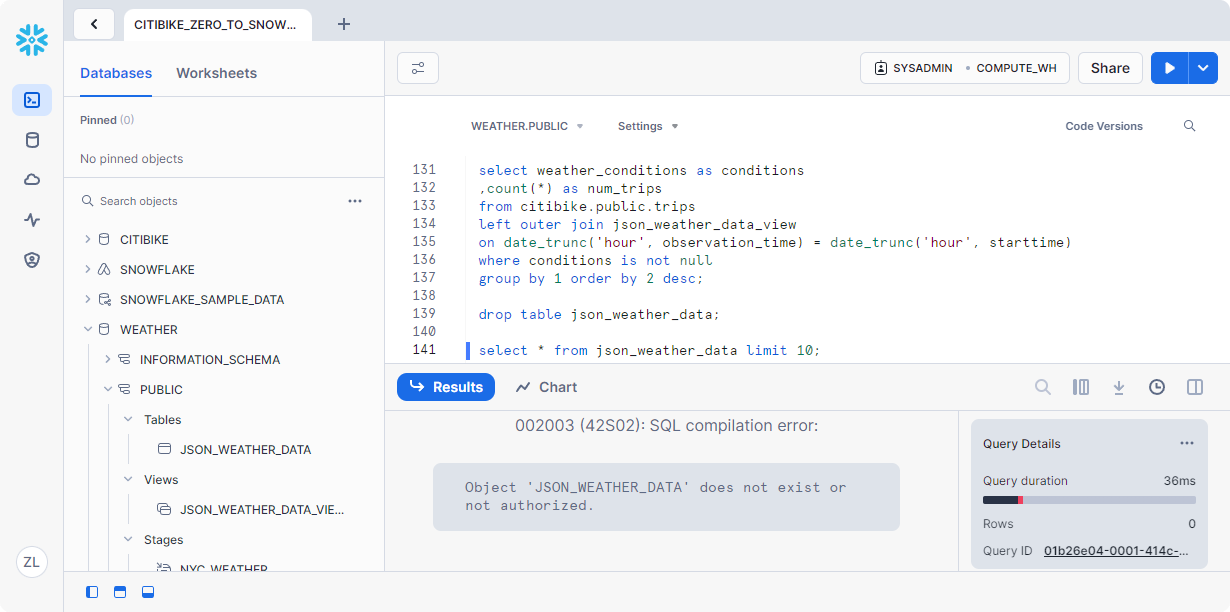 CITIBIKE_ZERO_TO_SNOW...
Databases
Worksheets
SYSADMIN
COMPUTE_WH
Share
Pinned (0)
No pinned objects
Search objects
CITIBIKE
SNOWFLAKE
SNOWFLAKE_SAMPLE_DATA
WEATHER
INFORMATION_SCHEMA
PUBLIC
Tables
JSON_WEATHER_DATA
Views
JSON_WEATHER_DATA_VIE...
Stages
NYC_WEATHER
ZL
WEATHER.PUBLIC
Settings
Code Versions
131 select weather_conditions as conditions
132 ,count(*) as num_trips
133 from citibike.public.trips
134 left outer join json_weather_data_view
135 on date_trunc('hour', observation_time) = date_trunc('hour', starttime)
136 where conditions is not null
137 group by 1 order by 2 desc;
138
139 drop table json_weather_data;
140
141 select * from json_weather_data limit 10;
Results
Chart
002003 (42S02): SQL compilation error:
Object 'JSON_WEATHER_DATA' does not exist or
not authorized.
Query Details
Query duration 36ms
Rows 0
Query ID 01b26e04-0001-414c-...